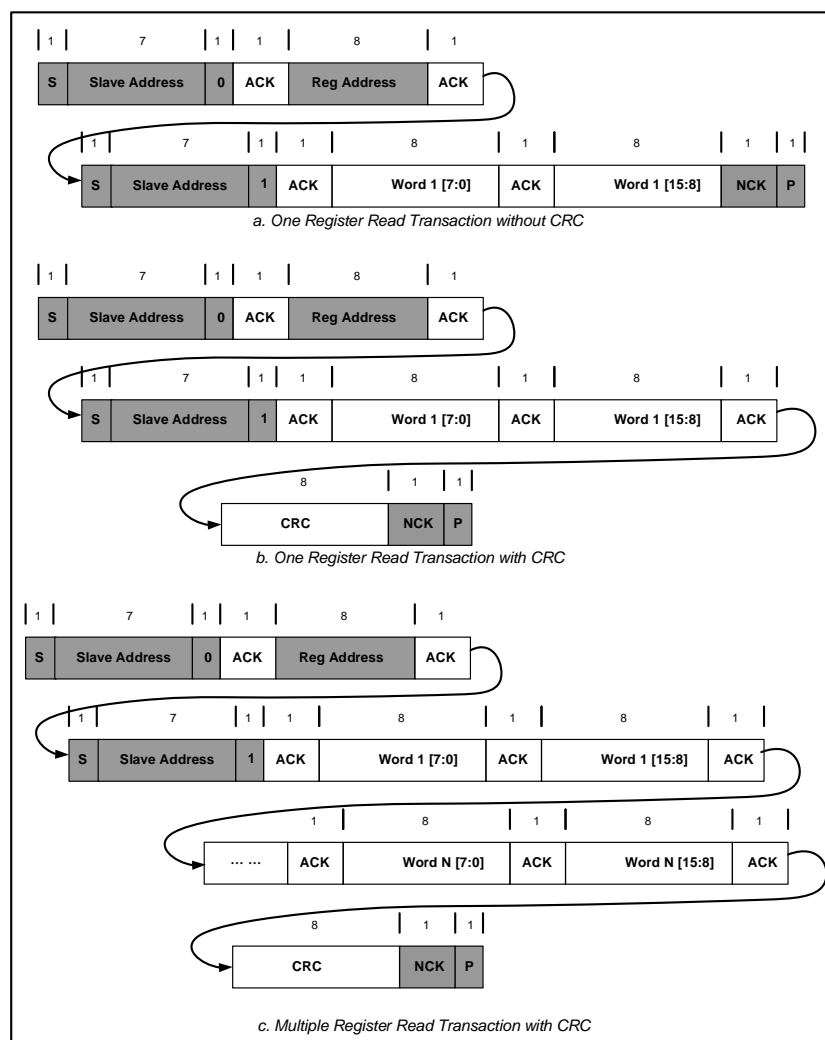 1 7 1 1 8 1
S Slave Address 0 ACK Reg Address ACK
1 7 1 1 8 1 8 1 1
S Slave Address 1 ACK Word 1 [7:0] ACK Word 1 [15:8] NCK P
a. One Register Read Transaction without CRC
1 7 1 1 8 1
S Slave Address 0 ACK Reg Address ACK
1 7 1 1 8 1 8 1
S Slave Address 1 ACK Word 1 [7:0] ACK Word 1 [15:8] ACK
8 1 1
CRC NCK P
b. One Register Read Transaction with CRC
1 7 1 1 8 1
S Slave Address 0 ACK Reg Address ACK
1 7 1 1 8 1 8 1
S Slave Address 1 ACK Word 1 [7:0] ACK Word 1 [15:8] ACK
1 8 1 8 1
... ... ACK Word N [7:0] ACK Word N [15:8] ACK
8 1 1
CRC NCK P
c. Multiple Register Read Transaction with CRC